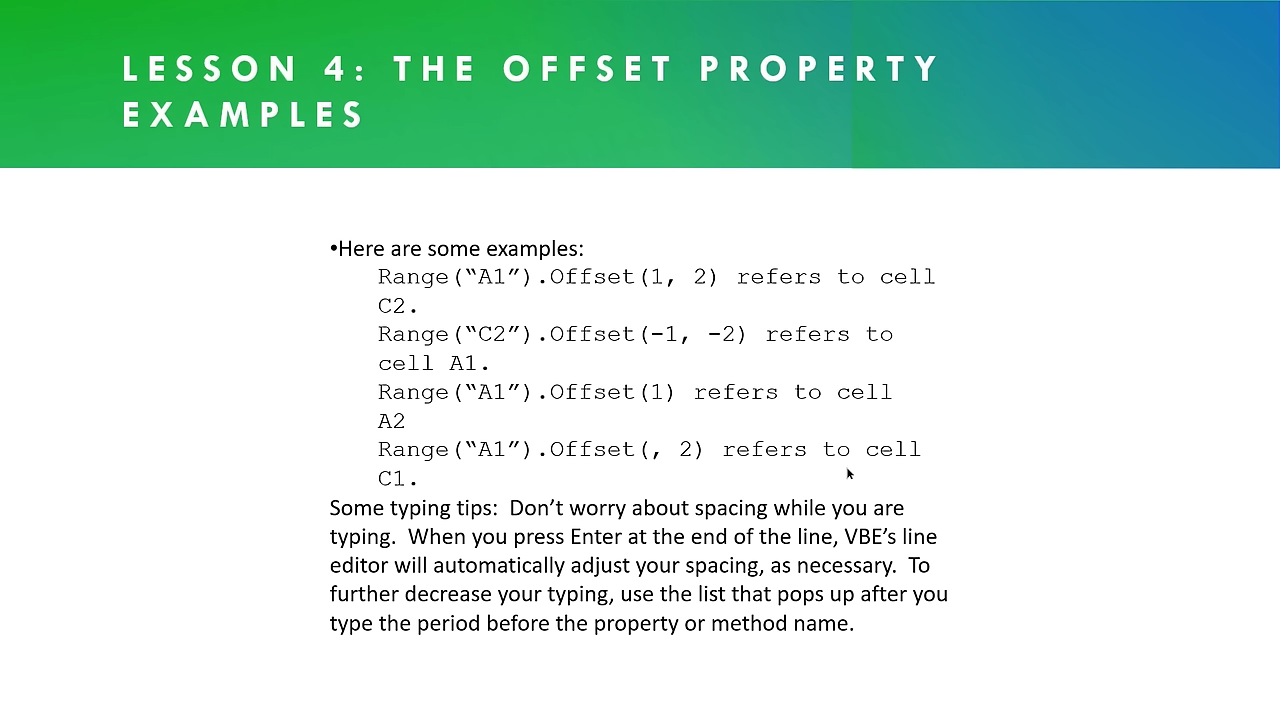 LESSON 4: THE OFFSET PROPERTY
EXAMPLES
•Here are some examples:
Range(“A1”).Offset(1, 2) refers to cell
C2.
Range(“C2”).Offset(-1, -2) refers to
cell A1.
Range(“A1”).Offset(1) refers to cell
A2
Range(“A1”).Offset(, 2) refers to cell
C1.
Some typing tips:  Don’t worry about spacing while you are
typing.  When you press Enter at the end of the line, VBE’s line
editor will automatically adjust your spacing, as necessary.  To
further decrease your typing, use the list that pops up after you
type the period before the property or method name.